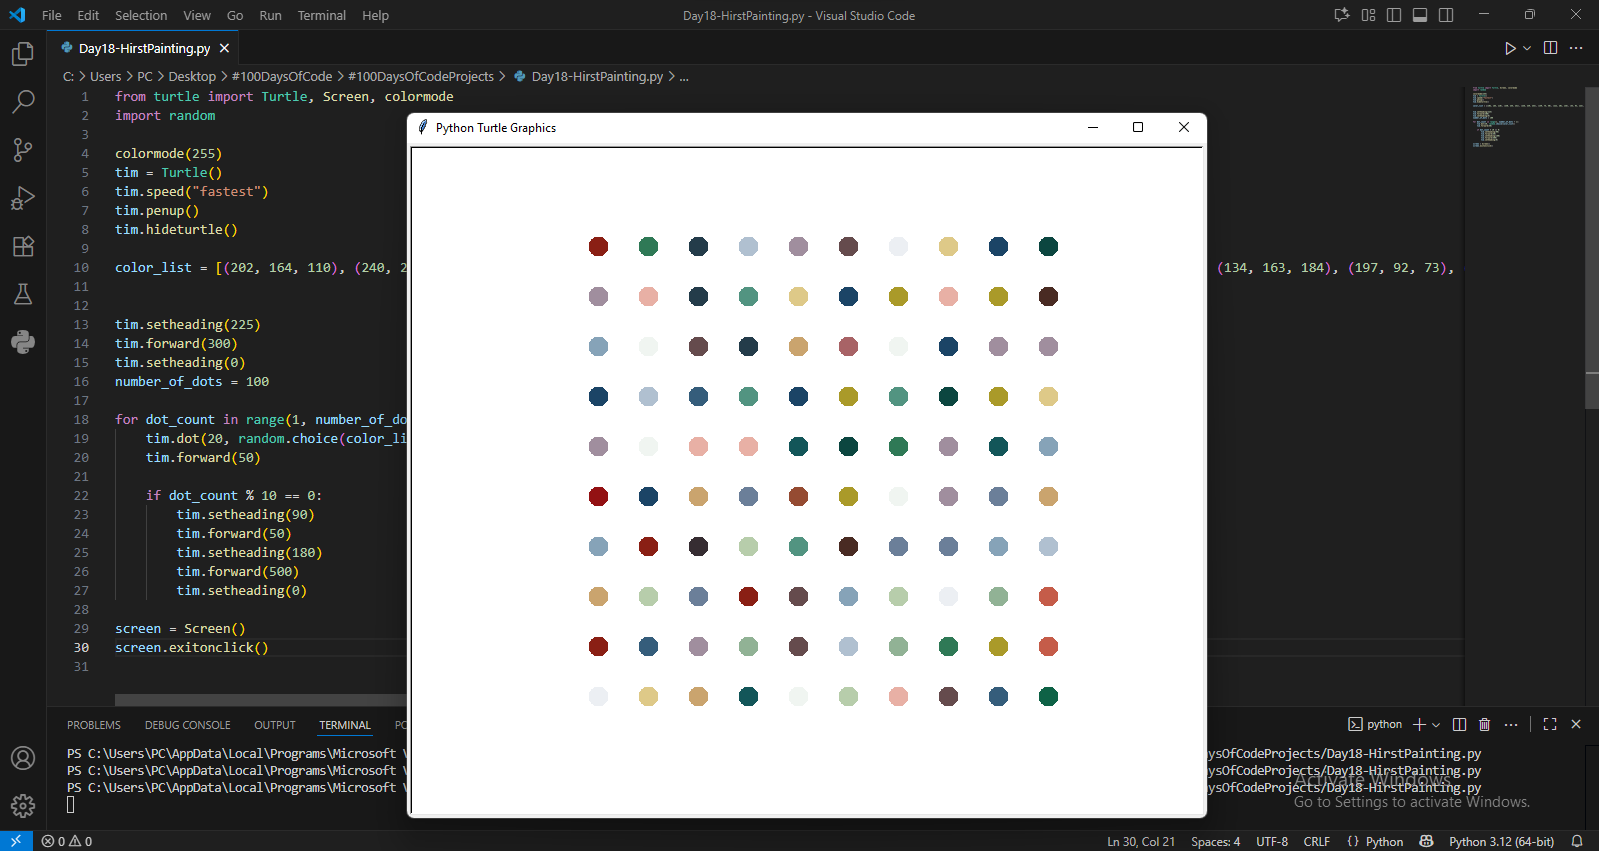 File Edit Selection View Go Run Terminal Help
Day18-HirstPainting.py - Visual Studio Code
Day18-HirstPainting.py
C: > Users > PC > Desktop > #100DaysOfCode > #100DaysOfCodeProjects > Day18-HirstPainting.py > ...
1 from turtle import Turtle, Screen, colormode
2 import random
3
4 colormode(255)
5 tim = Turtle()
6 tim.speed("fastest")
7 tim.penup()
8 tim.hideturtle()
9
10 color_list = [(202, 164, 110), (240, 2 (134, 163, 184), (197, 92, 73),
11
12
13 tim.setheading(225)
14 tim.forward(300)
15 tim.setheading(0)
16 number_of_dots = 100
17
18 for dot_count in range(1, number_of_do
19 tim.dot(20, random.choice(color_li
20 tim.forward(50)
21
22 if dot_count % 10 == 0:
23 tim.setheading(90)
24 tim.forward(50)
25 tim.setheading(180)
26 tim.forward(500)
27 tim.setheading(0)
28
29 screen = Screen()
30 screen.exitonclick()
31
Python Turtle Graphics
PROBLEMS DEBUG CONSOLE OUTPUT TERMINAL PO
python
PS C:\Users\PC\AppData\Local\Programs\Microsoft V ysOfCodeProjects/Day18-HirstPainting.py
PS C:\Users\PC\AppData\Local\Programs\Microsoft V ysOfCodeProjects/Day18-HirstPainting.py
PS C:\Users\PC\AppData\Local\Programs\Microsoft V ysOfCodeProjects/Day18-HirstPainting.py
Activate Windows
Go to Settings to activate Windows.
0 0
Ln 30, Col 21 Spaces: 4 UTF-8 CRLF {} Python Python 3.12 (64-bit)